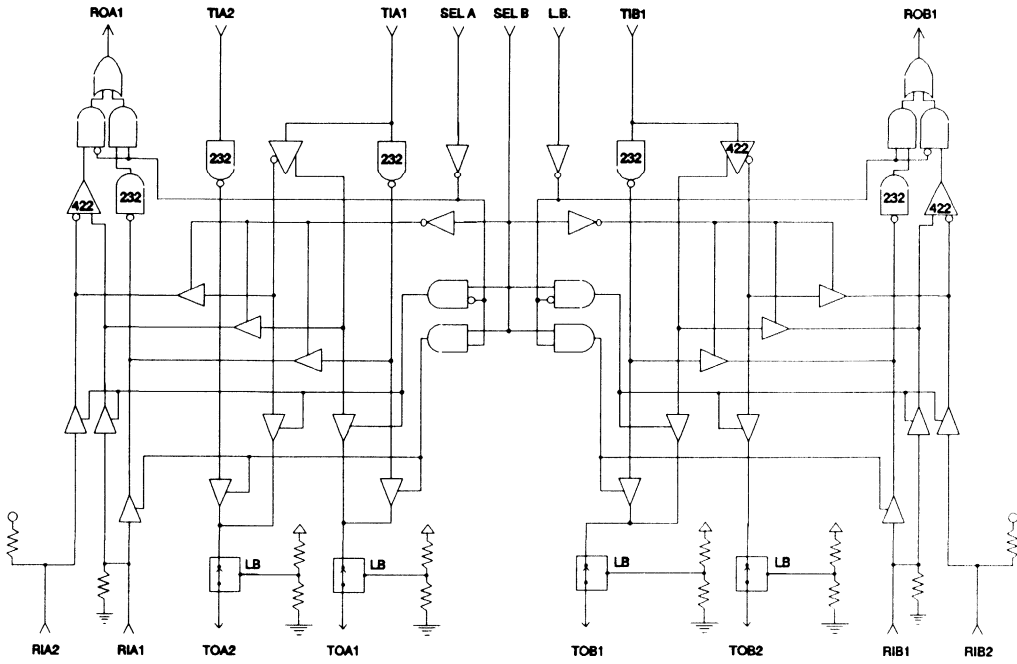 ROA1 TIA2 TIA1 SEL A SEL B L.B. TIB1 ROB1
232 232 232 422
422 232 232 422
LB LB LB LB
RIA2 RIA1 TOA2 TOA1 TOB1 TOB2 RIB1 RIB2